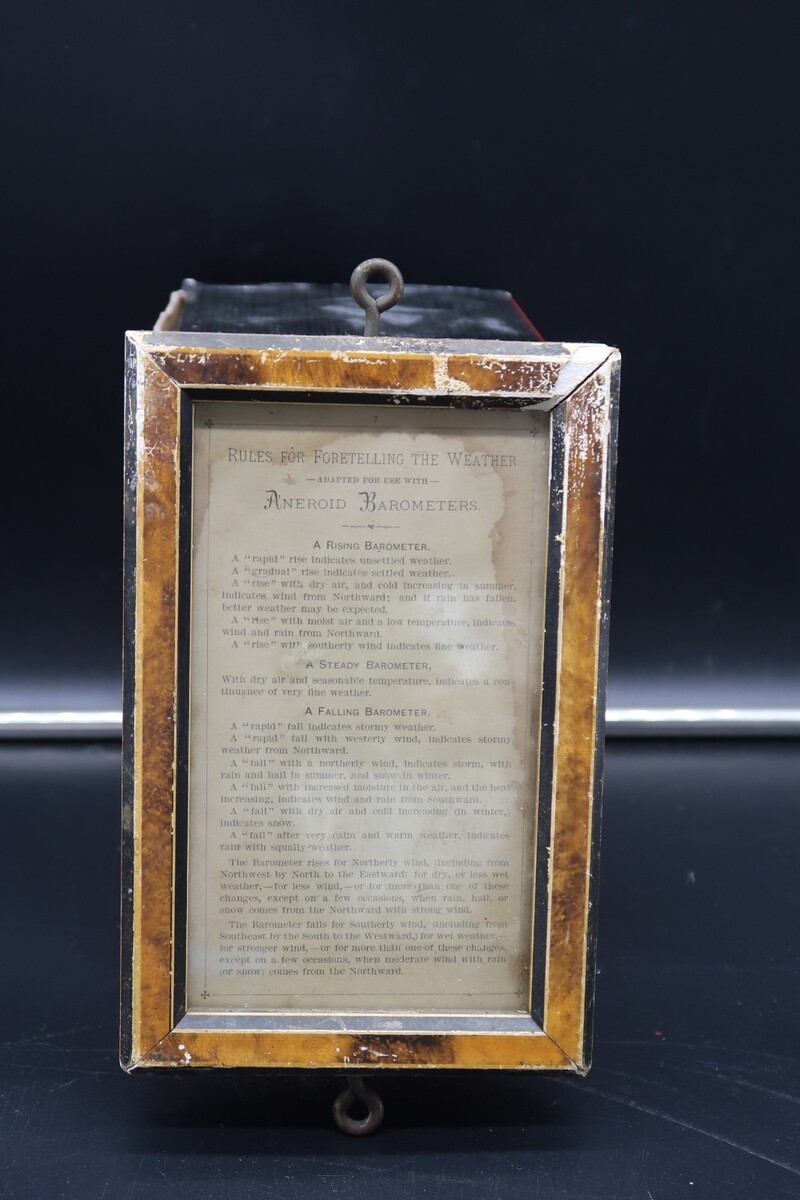 7
RULES FOR FORETELLING THE WEATHER
—ADAPTED FOR USE WITH—
ANEROID BAROMETERS.
A RISING BAROMETER.
A “rapid” rise indicates unsettled weather.
A “gradual” rise indicates settled weather.
A “rise” with dry air, and cold increasing in summer,
indicates wind from Northward; and if rain has fallen,
better weather may be expected.
A “rise” with moist air and a low temperature, indicates
wind and rain from Northward.
A “rise” with southerly wind indicates fine weather.
A STEADY BAROMETER,
With dry air and seasonable temperature, indicates a con-
tinuance of very fine weather.
A FALLING BAROMETER.
A “rapid” fall indicates stormy weather.
A “rapid” fall with westerly wind, indicates stormy
weather from Northward.
A “fall” with a northerly wind, indicates storm, with
rain and hail in summer, and snow in winter.
A “fall” with increased moisture in the air, and the heat
increasing, indicates wind and rain from Southward.
A “fall” with dry air and cold increasing (in winter,)
indicates snow.
A “fall” after very calm and warm weather, indicates
rain with squally weather.
The Barometer rises for Northerly wind, (including from
Northwest by North to the Eastward) for dry, or less wet
weather,—for less wind,—or for more than one of these
changes, except on a few occasions, when rain, hail, or
snow comes from the Northward with strong wind.
The Barometer falls for Southerly wind, (including from
Southeast by the South to the Westward,) for wet weather,—
for stronger wind,—or for more than one of these changes,
except on a few occasions, when moderate wind with rain
(or snow) comes from the Northward.